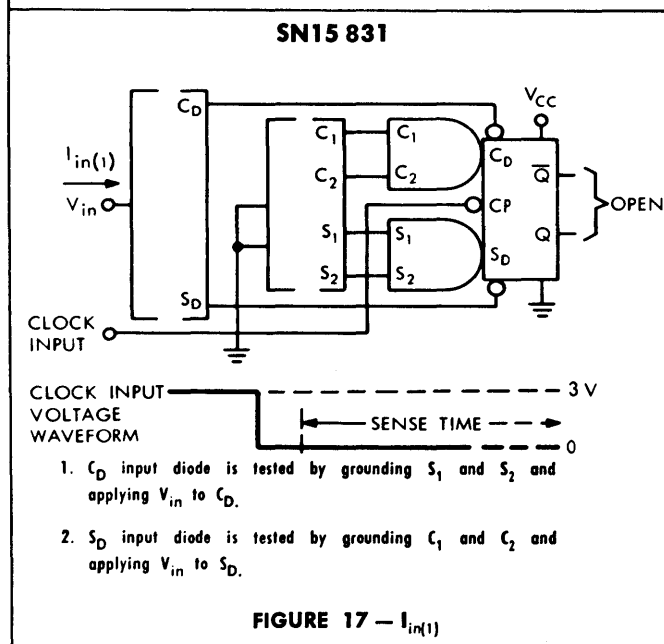 SN15 831
V_CC
C_D
C_1 C_1
C_D
Q̅
I_in(1)
C_2 C_2
V_in
CP
OPEN
S_1 S_1
Q
S_D
S_2 S_2
S_D
CLOCK
INPUT
CLOCK INPUT
VOLTAGE
WAVEFORM
3 V
SENSE TIME
0
1. C_D input diode is tested by grounding S_1 and S_2 and
applying V_in to C_D.
2. S_D input diode is tested by grounding C_1 and C_2 and
applying V_in to S_D.
FIGURE 17 — I_in(1)